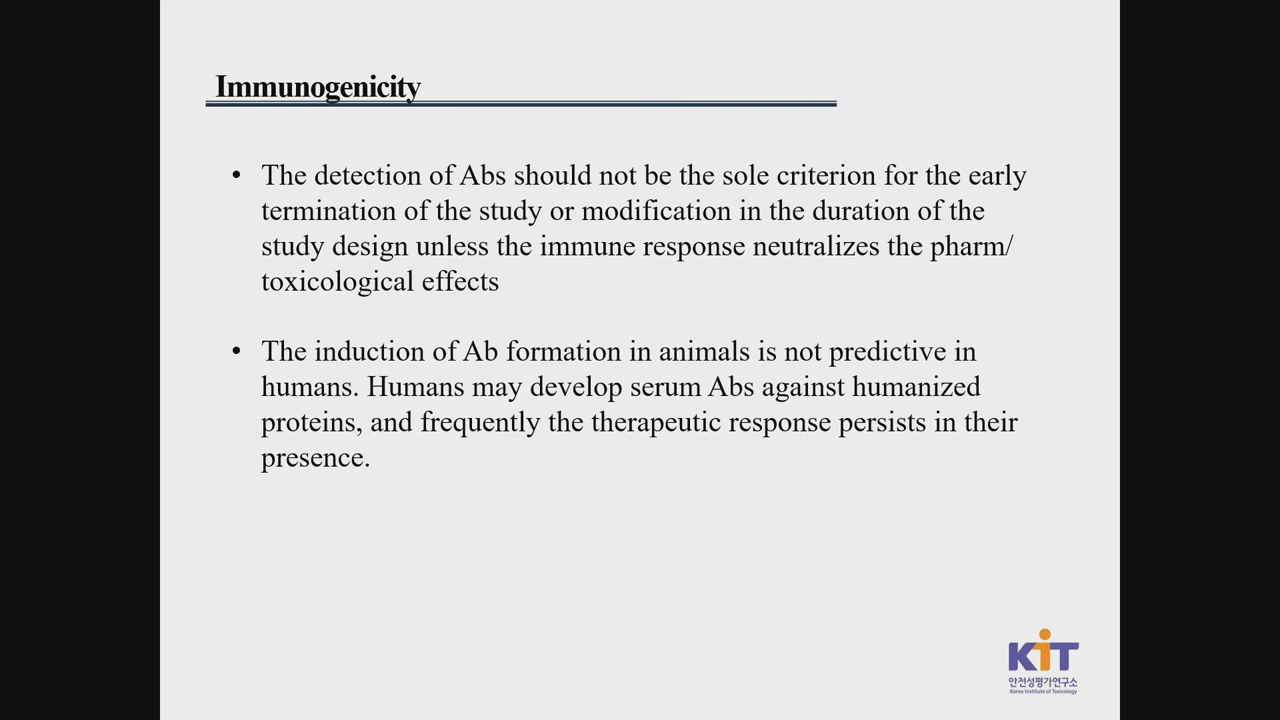 Immunogenicity
• The detection of Abs should not be the sole criterion for the early
termination of the study or modification in the duration of the
study design unless the immune response neutralizes the pharm/
toxicological effects
• The induction of Ab formation in animals is not predictive in
humans. Humans may develop serum Abs against humanized
proteins, and frequently the therapeutic response persists in their
presence.
KiT
안전성평가연구소
Korea Institute of Toxicology